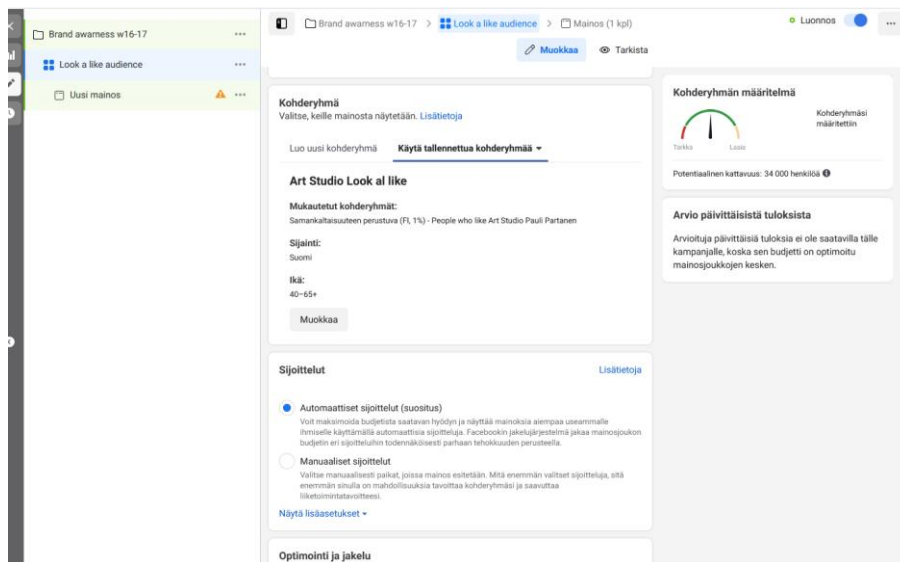 Brand awarness w16-17
Look a like audience
Uusi mainos
Brand awarness w16-17 > Look a like audience > Mainos (1 kpl)
Luonnos
Muokkaa
Tarkista
Kohderyhmä
Valitse, keille mainosta näytetään. Lisätietoja
Luo uusi kohderyhmä
Käytä tallennettua kohderyhmää
Art Studio Look al like
Mukautetut kohderyhmät:
Samankaltaisuuteen perustuva (FI, 1%) - People who like Art Studio Pauli Partanen
Sijainti:
Suomi
Ikä:
40–65+
Muokkaa
Sijoittelut
Lisätietoja
Automaattiset sijoittelut (suositus)
Voit maksimoida budjetista saatavan hyödyn ja näyttää mainoksia aiempaa useammalle
ihmiselle käyttämällä automaattisia sijoitteluja. Facebookin jakelujärjestelmä jakaa mainosjoukon
budjetin eri sijoitteluihin todennäköisesti parhaan tehokkuuden perusteella.
Manuaaliset sijoittelut
Valitse manuaalisesti paikat, joissa mainos esitetään. Mitä enemmän valitset sijoitteluja, sitä
enemmän sinulla on mahdollisuuksia tavoittaa kohderyhmäsi ja saavuttaa
liiketoimintatavoitteesi.
Näytä lisäasetukset
Optimointi ja jakelu
Kohderyhmän määritelmä
Kohderyhmäsi
määritettiin
Tarkka
Laaja
Potentiaalinen kattavuus: 34 000 henkilöä
Arvio päivittäisistä tuloksista
Arvioituja päivittäisiä tuloksia ei ole saatavilla tälle
kampanjalle, koska sen budjetti on optimoitu
mainosjoukkojen kesken.